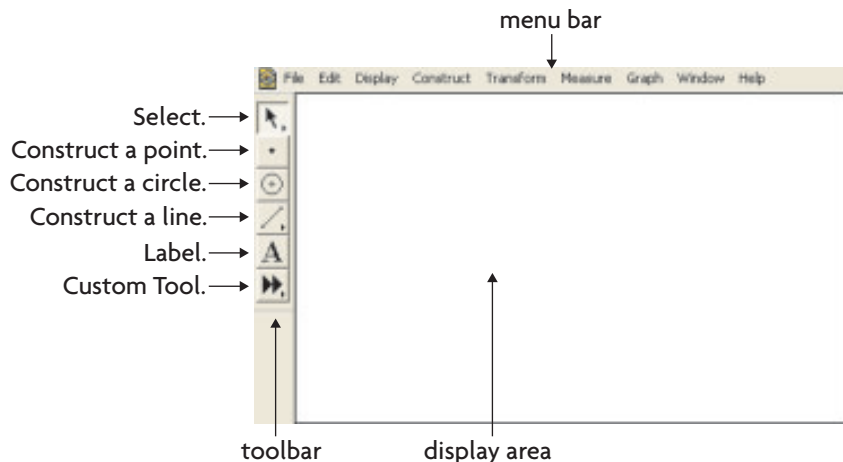 menu bar
File Edit Display Construct Transform Measure Graph Window Help
Select.
Construct a point.
Construct a circle.
Construct a line.
Label.
A
Custom Tool.
toolbar display area